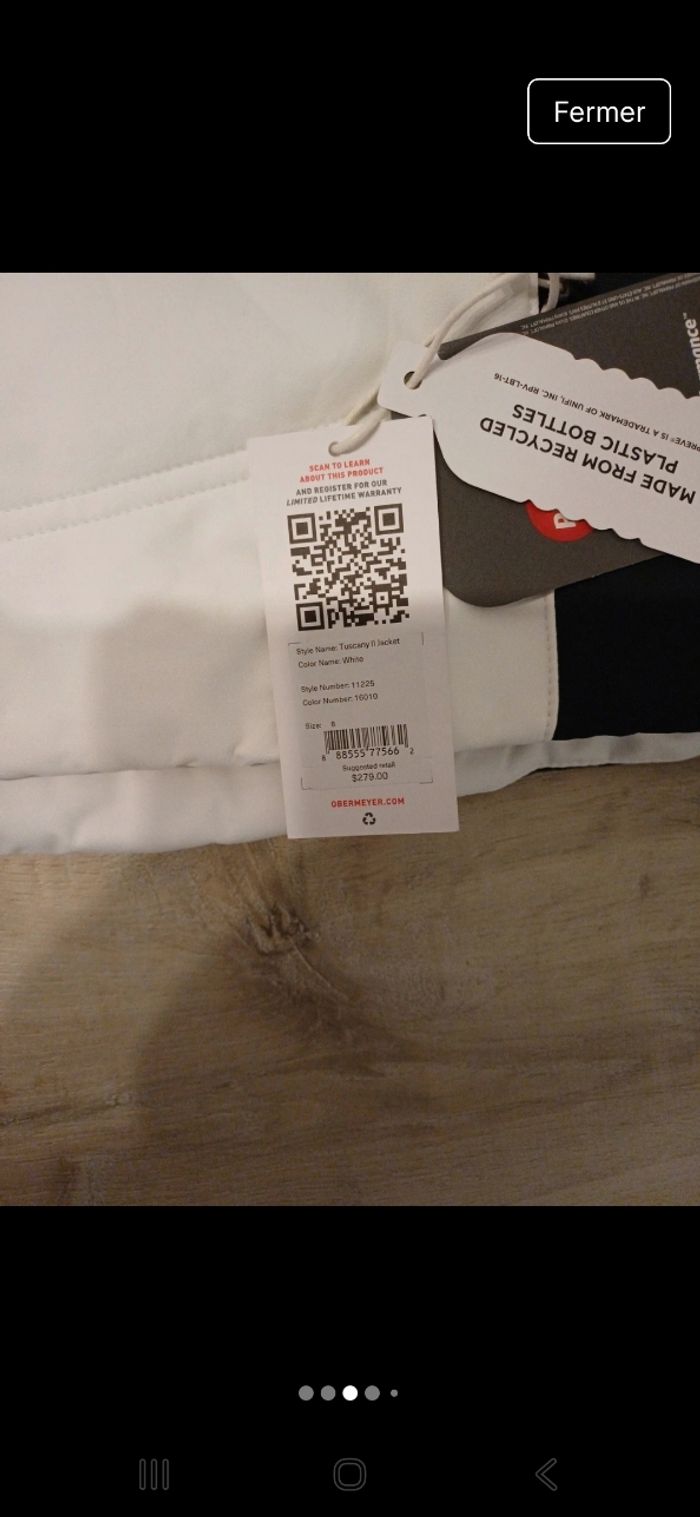 Fermer
SCAN TO LEARN
ABOUT THIS PRODUCT
AND REGISTER FOR OUR
LIMITED LIFETIME WARRANTY
Style Name: Tuscany II Jacket
Color Name: White
Style Number: 11225
Color Number: 16010
Size: 6
8 88555 77566 2
Suggested retail
$279.00
OBERMEYER.COM
MADE FROM RECYCLED
PLASTIC BOTTLES
REPREVE® IS A TRADEMARK OF UNIFI, INC. RPV-LBT-16